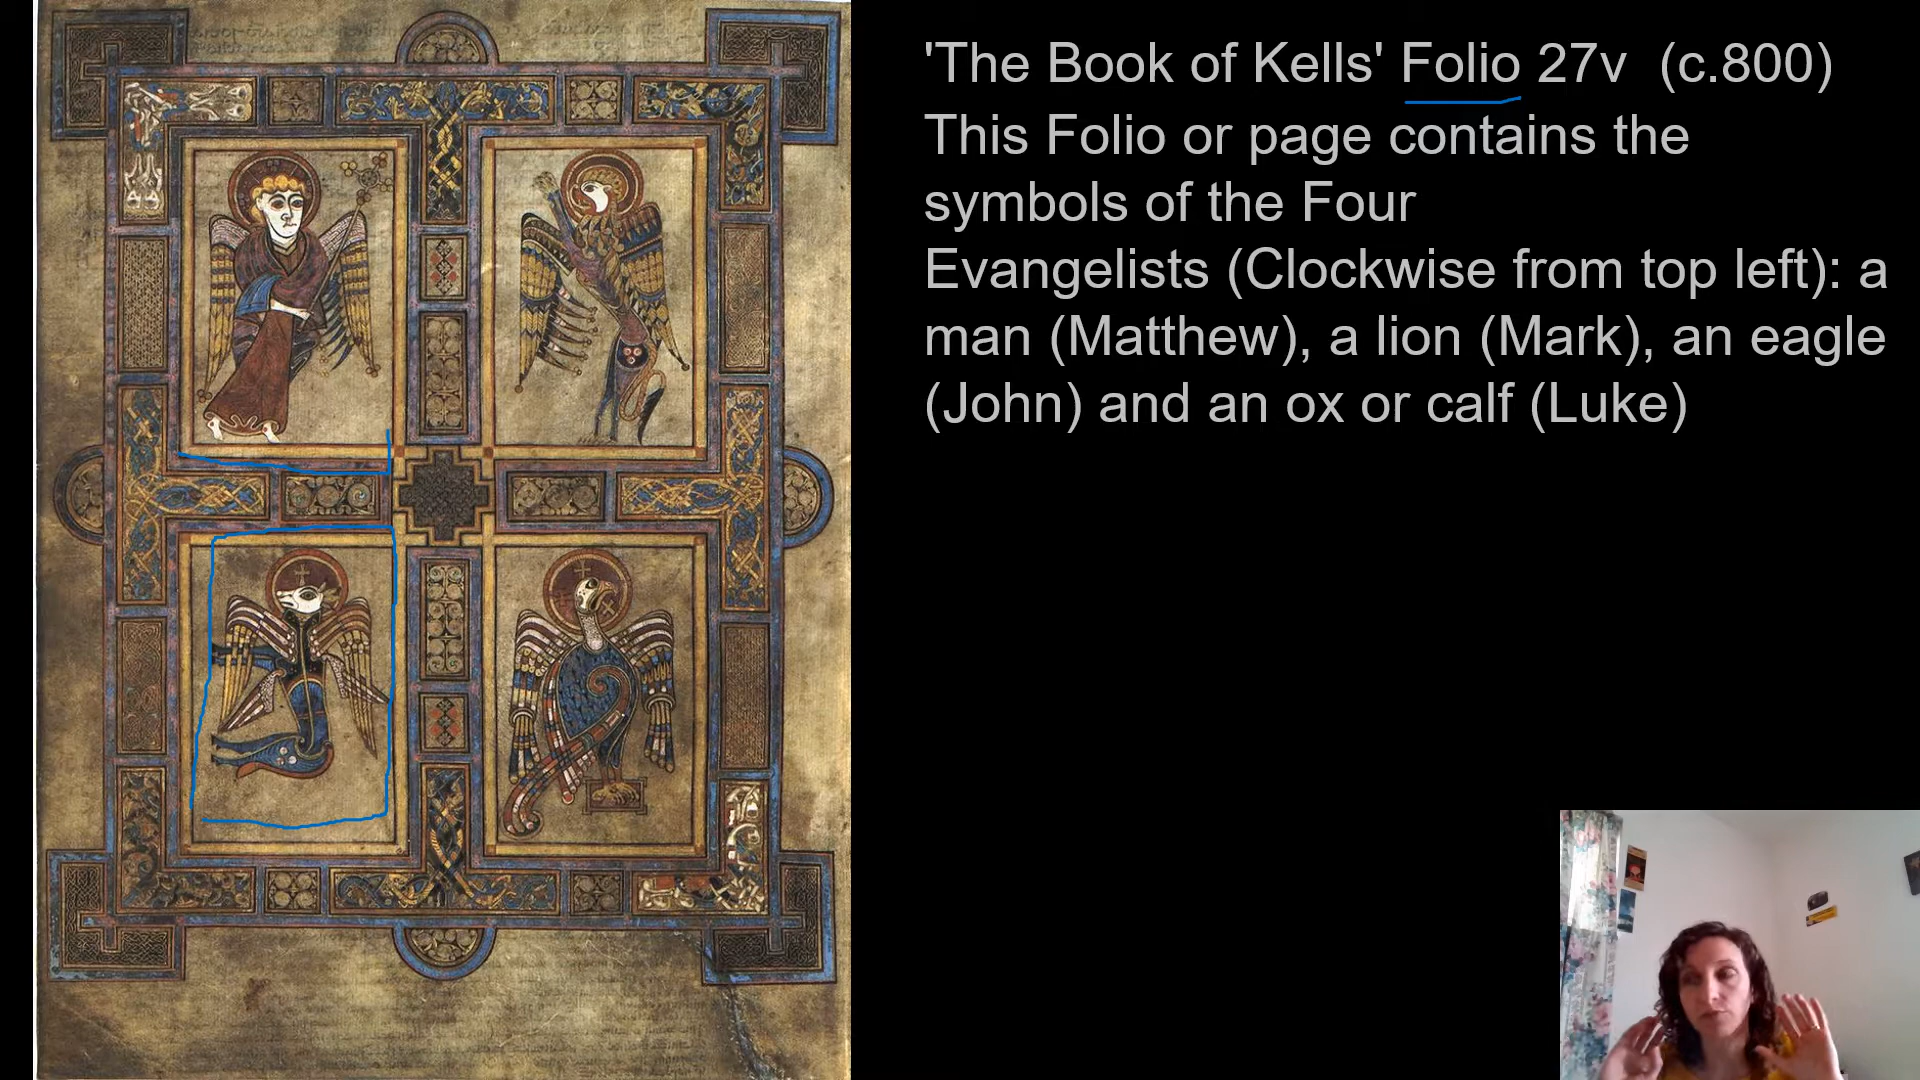 'The Book of Kells' Folio 27v (c.800)
This Folio or page contains the
symbols of the Four
Evangelists (Clockwise from top left): a
man (Matthew), a lion (Mark), an eagle
(John) and an ox or calf (Luke)